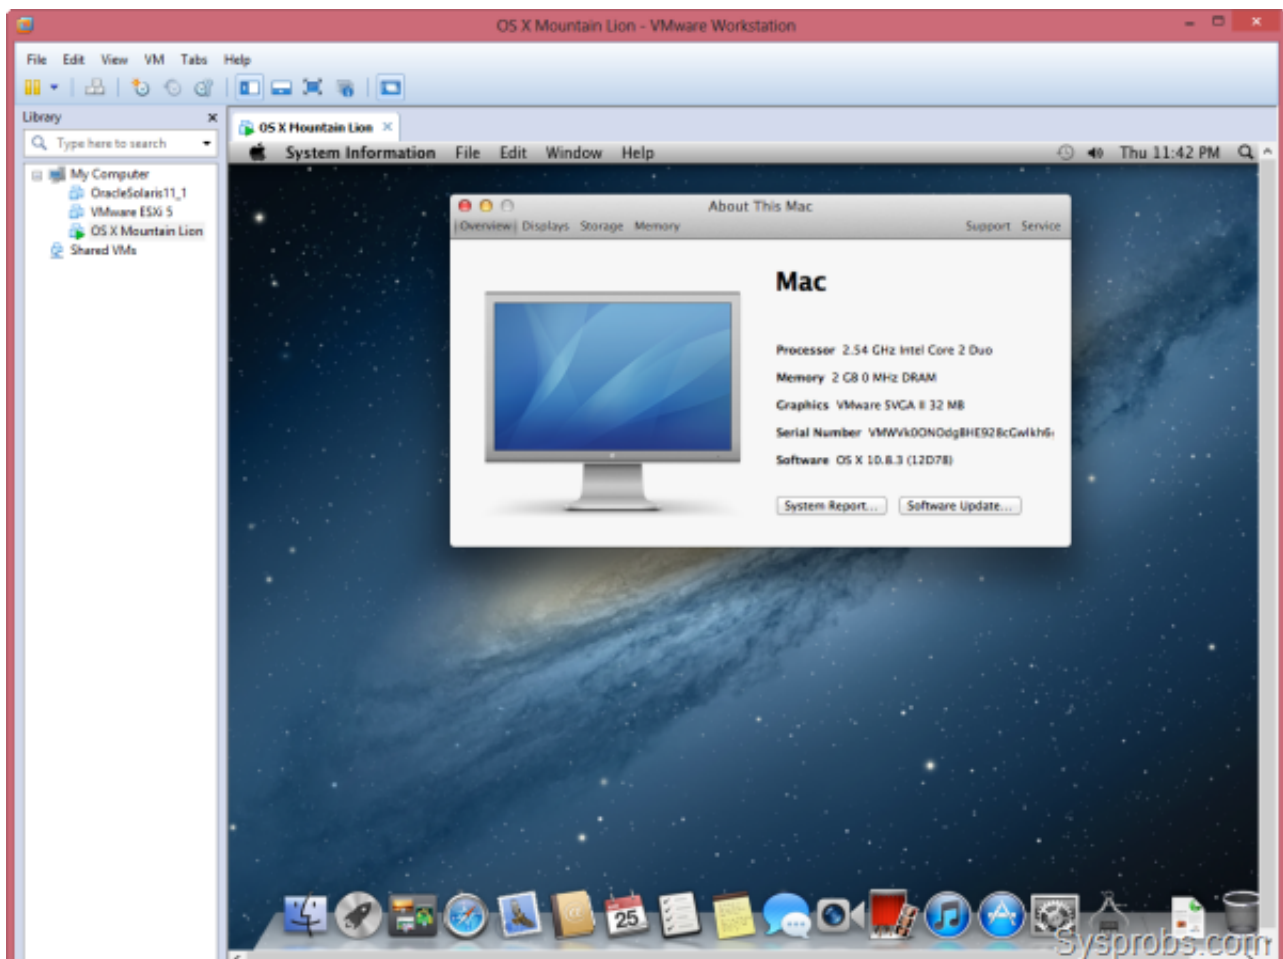 OS X Mountain Lion - VMware Workstation
File Edit View VM Tabs Help
Library
Type here to search
My Computer
OracleSolaris11_1
VMware ESXi 5
OS X Mountain Lion
Shared VMs
OS X Mountain Lion
System Information File Edit Window Help
Thu 11:42 PM
About This Mac
Overview Displays Storage Memory
Support Service
Mac
Processor 2.54 GHz Intel Core 2 Duo
Memory 2 GB 0 MHz DRAM
Graphics VMware SVGA II 32 MB
Serial Number
Software OS X 10.8.3 (12D78)
System Report... Software Update...
25
Sysprobs.com